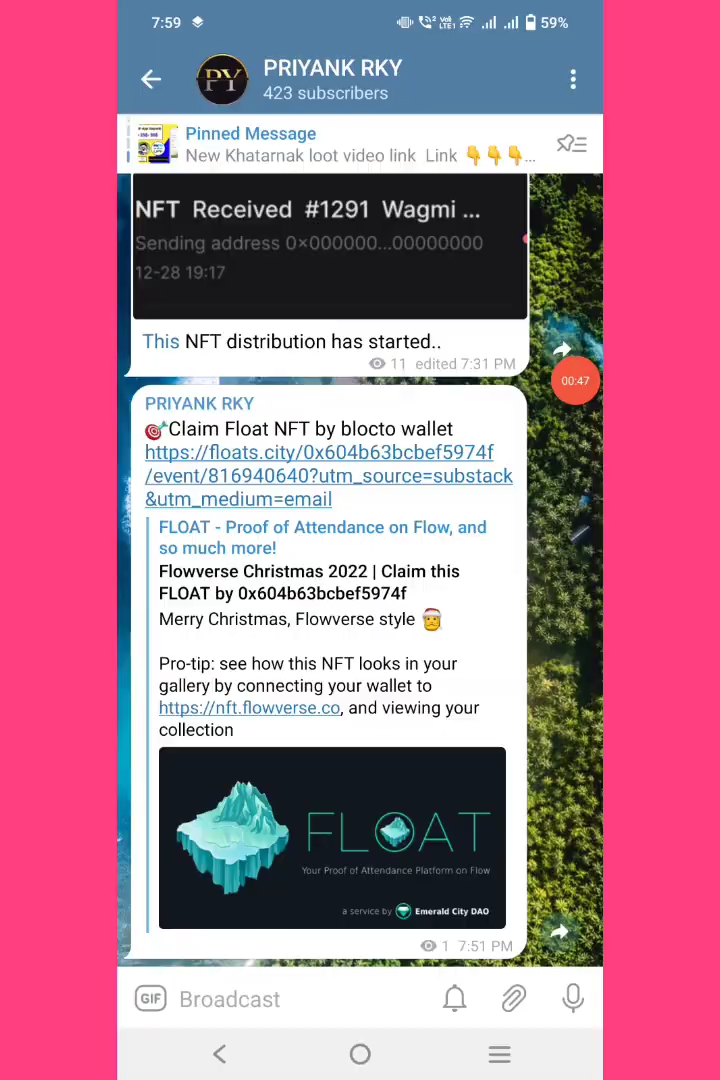 7:59
59%
PY
PRIYANK RKY
423 subscribers
Pinned Message
New Khatarnak loot video link Link 👇👇👇...
NFT Received #1291 Wagmi ...
Sending address 0×000000...00000000
12-28 19:17
This NFT distribution has started..
11 edited 7:31 PM
00:47
PRIYANK RKY
🎯Claim Float NFT by blocto wallet
https://floats.city/0x604b63bcbef5974f
/event/816940640?utm_source=substack
&utm_medium=email
FLOAT - Proof of Attendance on Flow, and
so much more!
Flowverse Christmas 2022 | Claim this
FLOAT by 0x604b63bcbef5974f
Merry Christmas, Flowverse style 🎅
Pro-tip: see how this NFT looks in your
gallery by connecting your wallet to
https://nft.flowverse.co, and viewing your
collection
FLOAT
Your Proof of Attendance Platform on Flow
a service by Emerald City DAO
1 7:51 PM
GIF Broadcast